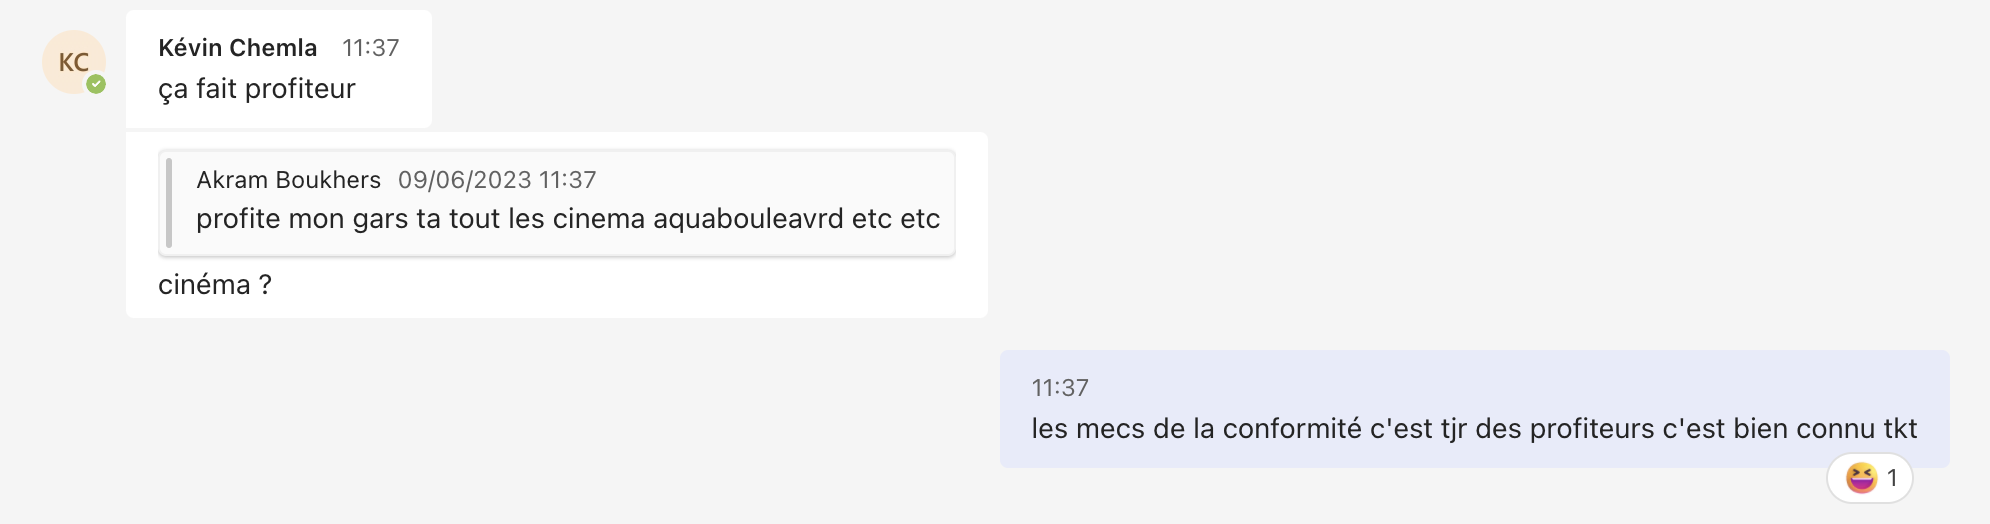 KC
Kévin Chemla 11:37
ça fait profiteur
Akram Boukhers 09/06/2023 11:37
profite mon gars ta tout les cinema aquabouleavrd etc etc
cinéma ?
11:37
les mecs de la conformité c'est tjr des profiteurs c'est bien connu tkt
1